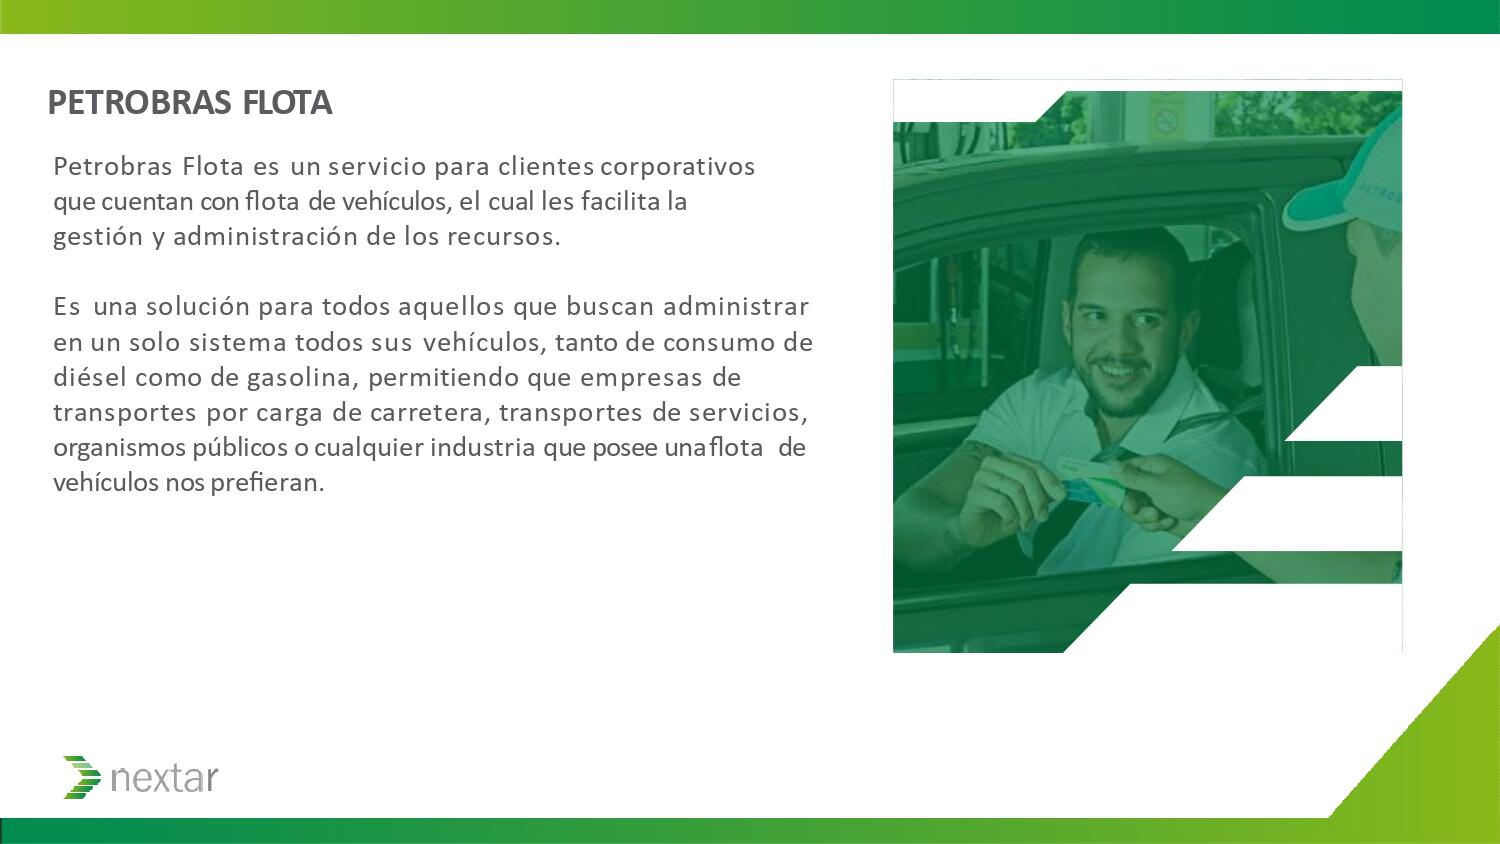 PETROBRAS FLOTA
Petrobras Flota es un servicio para clientes corporativos
que cuentan con flota de vehículos, el cual les facilita la
gestión y administración de los recursos.
Es una solución para todos aquellos que buscan administrar
en un solo sistema todos sus vehículos, tanto de consumo de
diésel como de gasolina, permitiendo que empresas de
transportes por carga de carretera, transportes de servicios,
organismos públicos o cualquier industria que posee una flota de
vehículos nos prefieran.
nextar